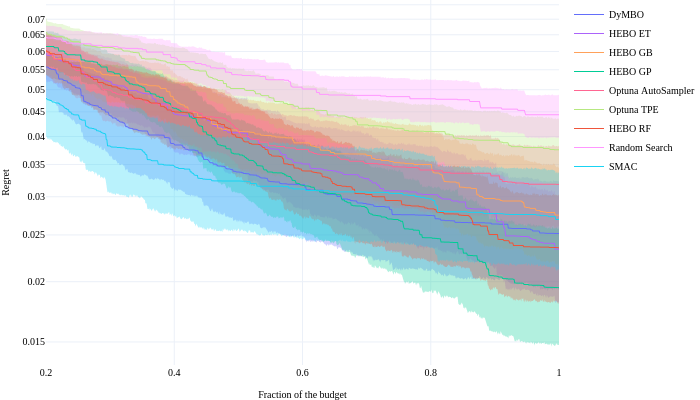 0.07
0.065
0.06
0.055
0.05
0.045
0.04
0.035
0.03
0.025
0.02
0.015
Regret
0.2
0.4
0.6
0.8
1
Fraction of the budget
DyMBO
HEBO ET
HEBO GB
HEBO GP
Optuna AutoSampler
Optuna TPE
HEBO RF
Random Search
SMAC